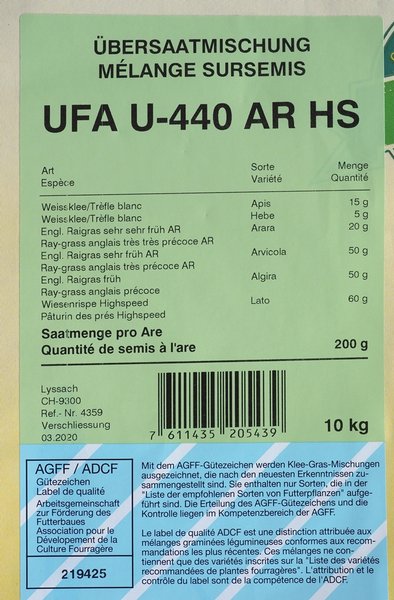 ÜBERSAATMISCHUNG
MÉLANGE SURSEMIS
UFA U-440 AR HS
Art Sorte Menge
Espèce Variété Quantité
Weissklee/Trèfle blanc Apis 15 g
Weissklee/Trèfle blanc Hebe 5 g
Engl. Raigras sehr sehr früh AR Arara 20 g
Ray-grass anglais très très précoce AR
Engl. Raigras sehr früh AR Arvicola 50 g
Ray-grass anglais très précoce AR
Engl. Raigras früh Algira 50 g
Ray-grass anglais précoce
Wiesenrispe Highspeed Lato 60 g
Pâturin des prés Highspeed
Saatmenge pro Are
Quantité de semis à l'are 200 g
Lyssach
CH-9300
Ref.- Nr. 4359
Verschliessung
03.2020
7 611435 205439
10 kg
AGFF / ADCF
Gütezeichen
Label de qualité
Arbeitsgemeinschaft
zur Förderung des
Futterbaues
Association pour le
Dévelopement de la
Culture Fourragère
219425
Mit dem AGFF-Gütezeichen werden Klee-Gras-Mischungen
ausgezeichnet, die nach den neuesten Erkenntnissen zu-
sammengestellt sind. Sie enthalten nur Sorten, die in der
"Liste der empfohlenen Sorten von Futterpflanzen" aufge-
führt sind. Die Erteilung des AGFF-Gütezeichens und die
Kontrolle liegen im Kompetenzbereich der AGFF.
Le label de qualité ADCF est une distinction attribuée aux
mélanges graminées légumineuses conformes aux recom-
mandations les plus récentes. Ces mélanges ne con-
tiennent que des variétés inscrites sur la "Liste des variétés
recommandées de plantes fourragères". L'attribution et le
contrôle du label sont de la compétence de l'ADCF.